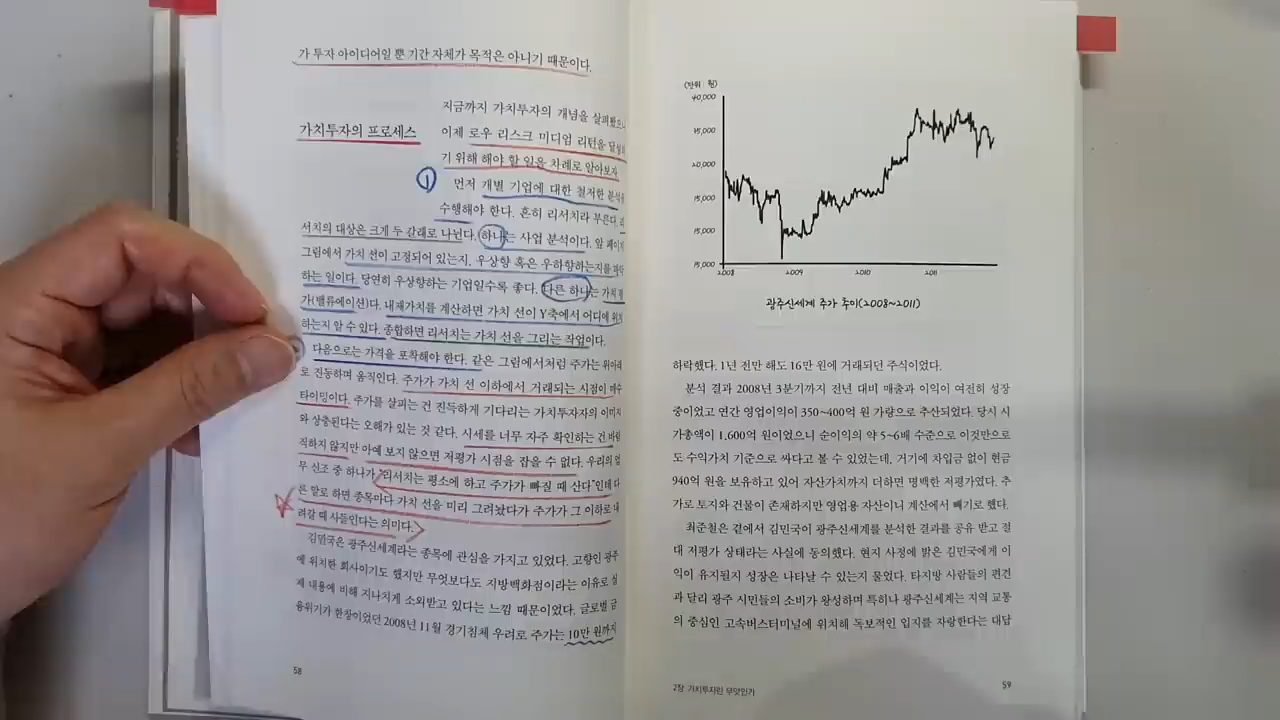 가 투자 아이디어일 뿐 기간 자체가 목적은 아니기 때문이다.
가치투자의 프로세스
지금까지 가치투자의 개념을 살펴봤으니
이제 로우 리스크 미디엄 리턴을 달성하
기 위해 해야 할 일을 차례로 알아보자.
①
먼저 개별 기업에 대한 철저한 분석을
수행해야 한다. 흔히 리서치라 부른다. 리
서치의 대상은 크게 두 갈래로 나뉜다. 하나는 사업 분석이다. 앞 페이지
그림에서 가치 선이 고정되어 있는지, 우상향 혹은 우하향하는지를 파악
하는 일이다. 당연히 우상향하는 기업일수록 좋다. 다른 하나는 가치 평
가(밸류에이션)다. 내재가치를 계산하면 가치 선이 Y축에서 어디에 위치
하는지 알 수 있다. 종합하면 리서치는 가치 선을 그리는 작업이다.
다음으로는 가격을 포착해야 한다. 같은 그림에서처럼 주가는 위아래
로 진동하며 움직인다. 주가가 가치 선 이하에서 거래되는 시점이 매수
타이밍이다. 주가를 살피는 건 진득하게 기다리는 가치투자자의 이미지
와 상충된다는 오해가 있는 것 같다. 시세를 너무 자주 확인하는 건 바람
직하지 않지만 아예 보지 않으면 저평가 시점을 잡을 수 없다. 우리의 업
무 신조 중 하나가 "리서치는 평소에 하고 주가가 빠질 때 산다"인데 다
른 말로 하면 종목마다 가치 선을 미리 그려놨다가 주가가 그 이하로 내
려갈 때 사들인다는 의미다.
김민국은 광주신세계라는 종목에 관심을 가지고 있었다. 고향인 광주
에 위치한 회사이기도 했지만 무엇보다도 지방백화점이라는 이유로 실
제 내용에 비해 지나치게 소외받고 있다는 느낌 때문이었다. 글로벌 금
융위기가 한창이었던 2008년 11월 경기침체 우려로 주가는 10만 원까지
58
(단위 : 원)
40,000
35,000
20,000
15,000
15,000
15,000
2008 2009 2010 2011
광주신세계 주가 추이(2008~2011)
하락했다. 1년 전만 해도 16만 원에 거래되던 주식이었다.
분석 결과 2008년 3분기까지 전년 대비 매출과 이익이 여전히 성장
중이었고 연간 영업이익이 350~400억 원 가량으로 추산되었다. 당시 시
가총액이 1,600억 원이었으니 순이익의 약 5~6배 수준으로 이것만으로
도 수익가치 기준으로 싸다고 볼 수 있었는데, 거기에 차입금 없이 현금
940억 원을 보유하고 있어 자산가치까지 더하면 명백한 저평가였다. 추
가로 토지와 건물이 존재하지만 영업용 자산이니 계산에서 빼기로 했다.
최준철은 곁에서 김민국이 광주신세계를 분석한 결과를 공유 받고 절
대 저평가 상태라는 사실에 동의했다. 현지 사정에 밝은 김민국에게 이
익이 유지될지 성장은 나타날 수 있는지 물었다. 타지방 사람들의 편견
과 달리 광주 시민들의 소비가 왕성하며 특히나 광주신세계는 지역 교통
의 중심인 고속버스터미널에 위치해 독보적인 입지를 자랑한다는 대답
2장 가치투자란 무엇인가
59